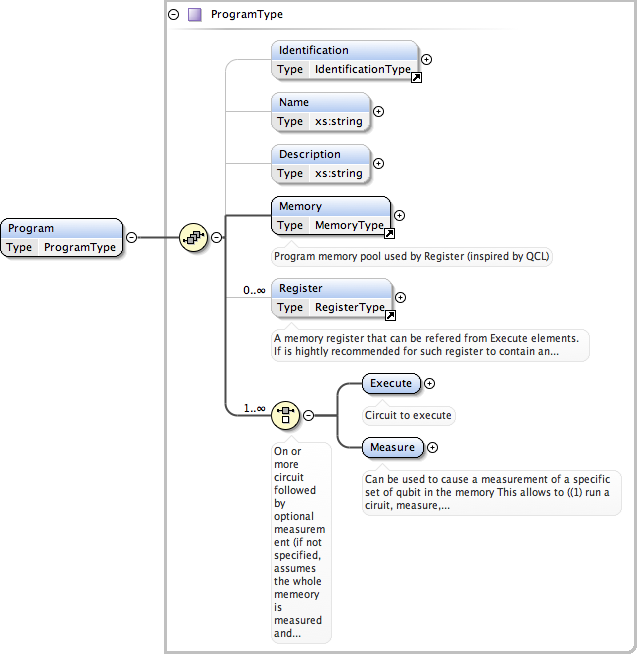 ProgramType
Identification
Type IdentificationType
Name
Type xs:string
Description
Type xs:string
Memory
Type MemoryType
Program memory pool used by Register (inspired by QCL)
Program
Type ProgramType
0..∞
Register
Type RegisterType
A memory register that can be refered from Execute elements.
If is hightly recommended for such register to contain an...
1..∞
Execute
Circuit to execute
Measure
Can be used to cause a measurement of a specific
set of qubit in the memory This allows to ((1) run a
ciruit, measure,...
On or
more
circuit
followed
by
optional
measurem
ent (if not
specified,
assumes
the whole
memeory
is
measured
and...